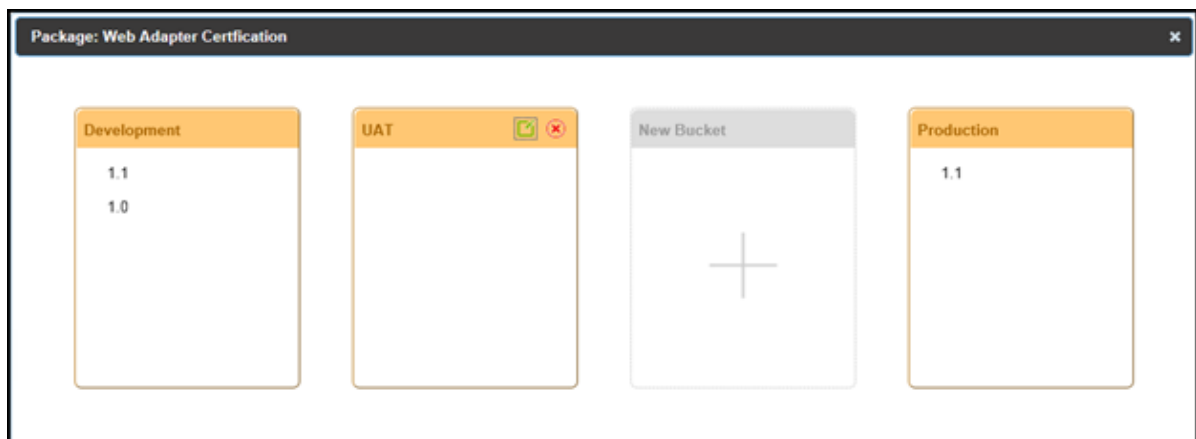 Package: Web Adapter Certfication
Development
1.1
1.0
UAT
New Bucket
Production
1.1